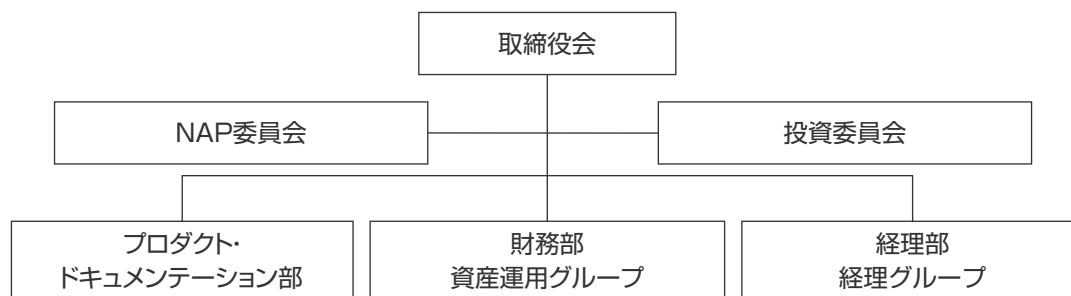 取締役会
NAP委員会
投資委員会
プロダクト・
ドキュメンテーション部
財務部
資産運用グループ
経理部
経理グループ